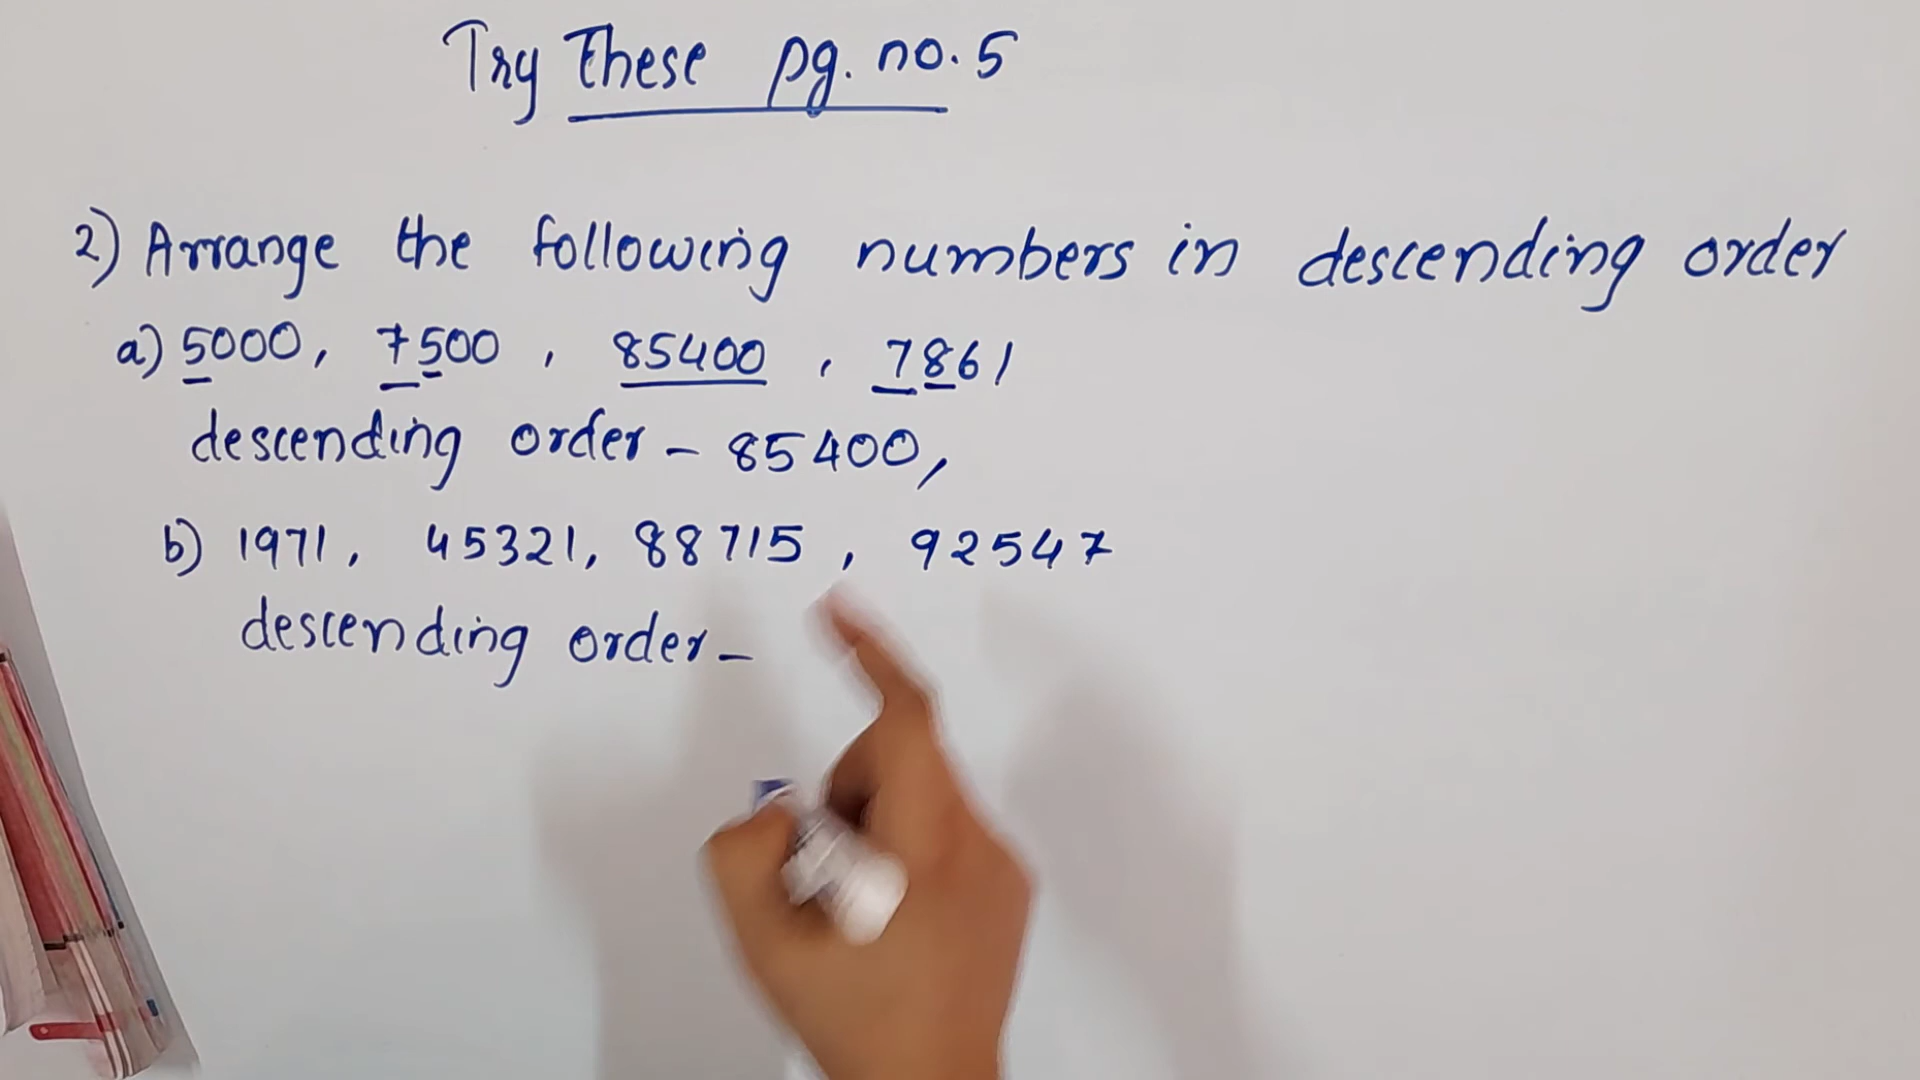 Try These pg. no. 5
2) Arrange the following numbers in descending order
a) 5000, 7500, 85400, 7861
descending order - 85400,
b) 1971, 45321, 88715, 92547
descending order -